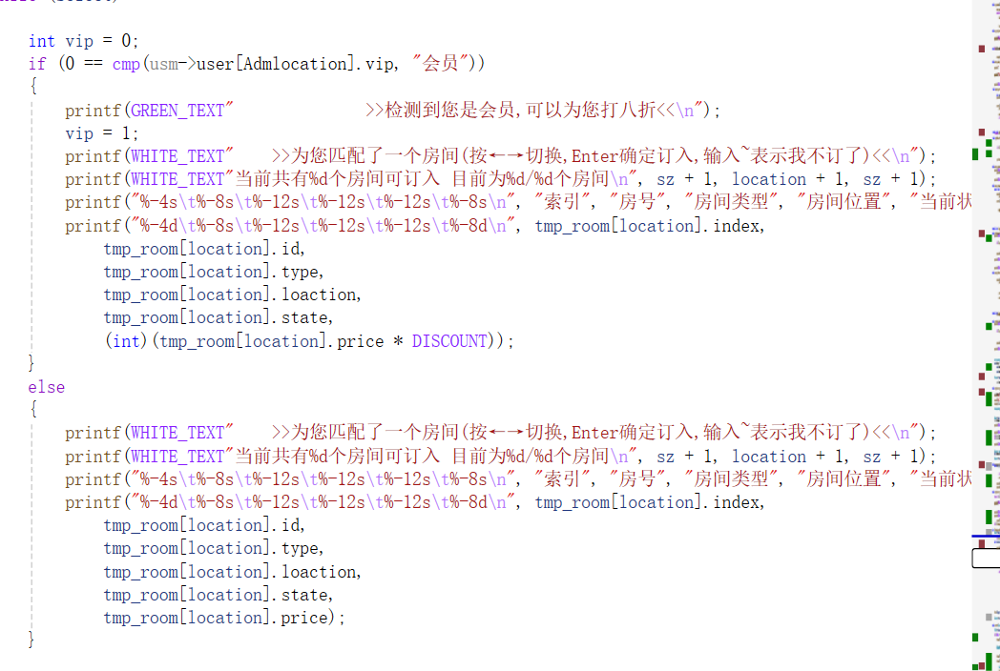 int vip = 0;
if (0 == cmp(usm->user[Admlocation].vip, "会员"))
{
printf(GREEN_TEXT"                >>检测到您是会员,可以为您打八折<<\n");
vip = 1;
printf(WHITE_TEXT"    >>为您匹配了一个房间(按←→切换,Enter确定订入,输入~表示我不订了)<<\n");
printf(WHITE_TEXT"当前共有%d个房间可订入 目前为%d/%d个房间\n", sz + 1, location + 1, sz + 1);
printf("%-4s\t%-8s\t%-12s\t%-12s\t%-12s\t%-8s\n", "索引", "房号", "房间类型", "房间位置", "当前状
printf("%-4d\t%-8s\t%-12s\t%-12s\t%-12s\t%-8d\n", tmp_room[location].index,
tmp_room[location].id,
tmp_room[location].type,
tmp_room[location].loaction,
tmp_room[location].state,
(int)(tmp_room[location].price * DISCOUNT));
}
else
{
printf(WHITE_TEXT"    >>为您匹配了一个房间(按←→切换,Enter确定订入,输入~表示我不订了)<<\n");
printf(WHITE_TEXT"当前共有%d个房间可订入 目前为%d/%d个房间\n", sz + 1, location + 1, sz + 1);
printf("%-4s\t%-8s\t%-12s\t%-12s\t%-12s\t%-8s\n", "索引", "房号", "房间类型", "房间位置", "当前状
printf("%-4d\t%-8s\t%-12s\t%-12s\t%-12s\t%-8d\n", tmp_room[location].index,
tmp_room[location].id,
tmp_room[location].type,
tmp_room[location].loaction,
tmp_room[location].state,
tmp_room[location].price);
}